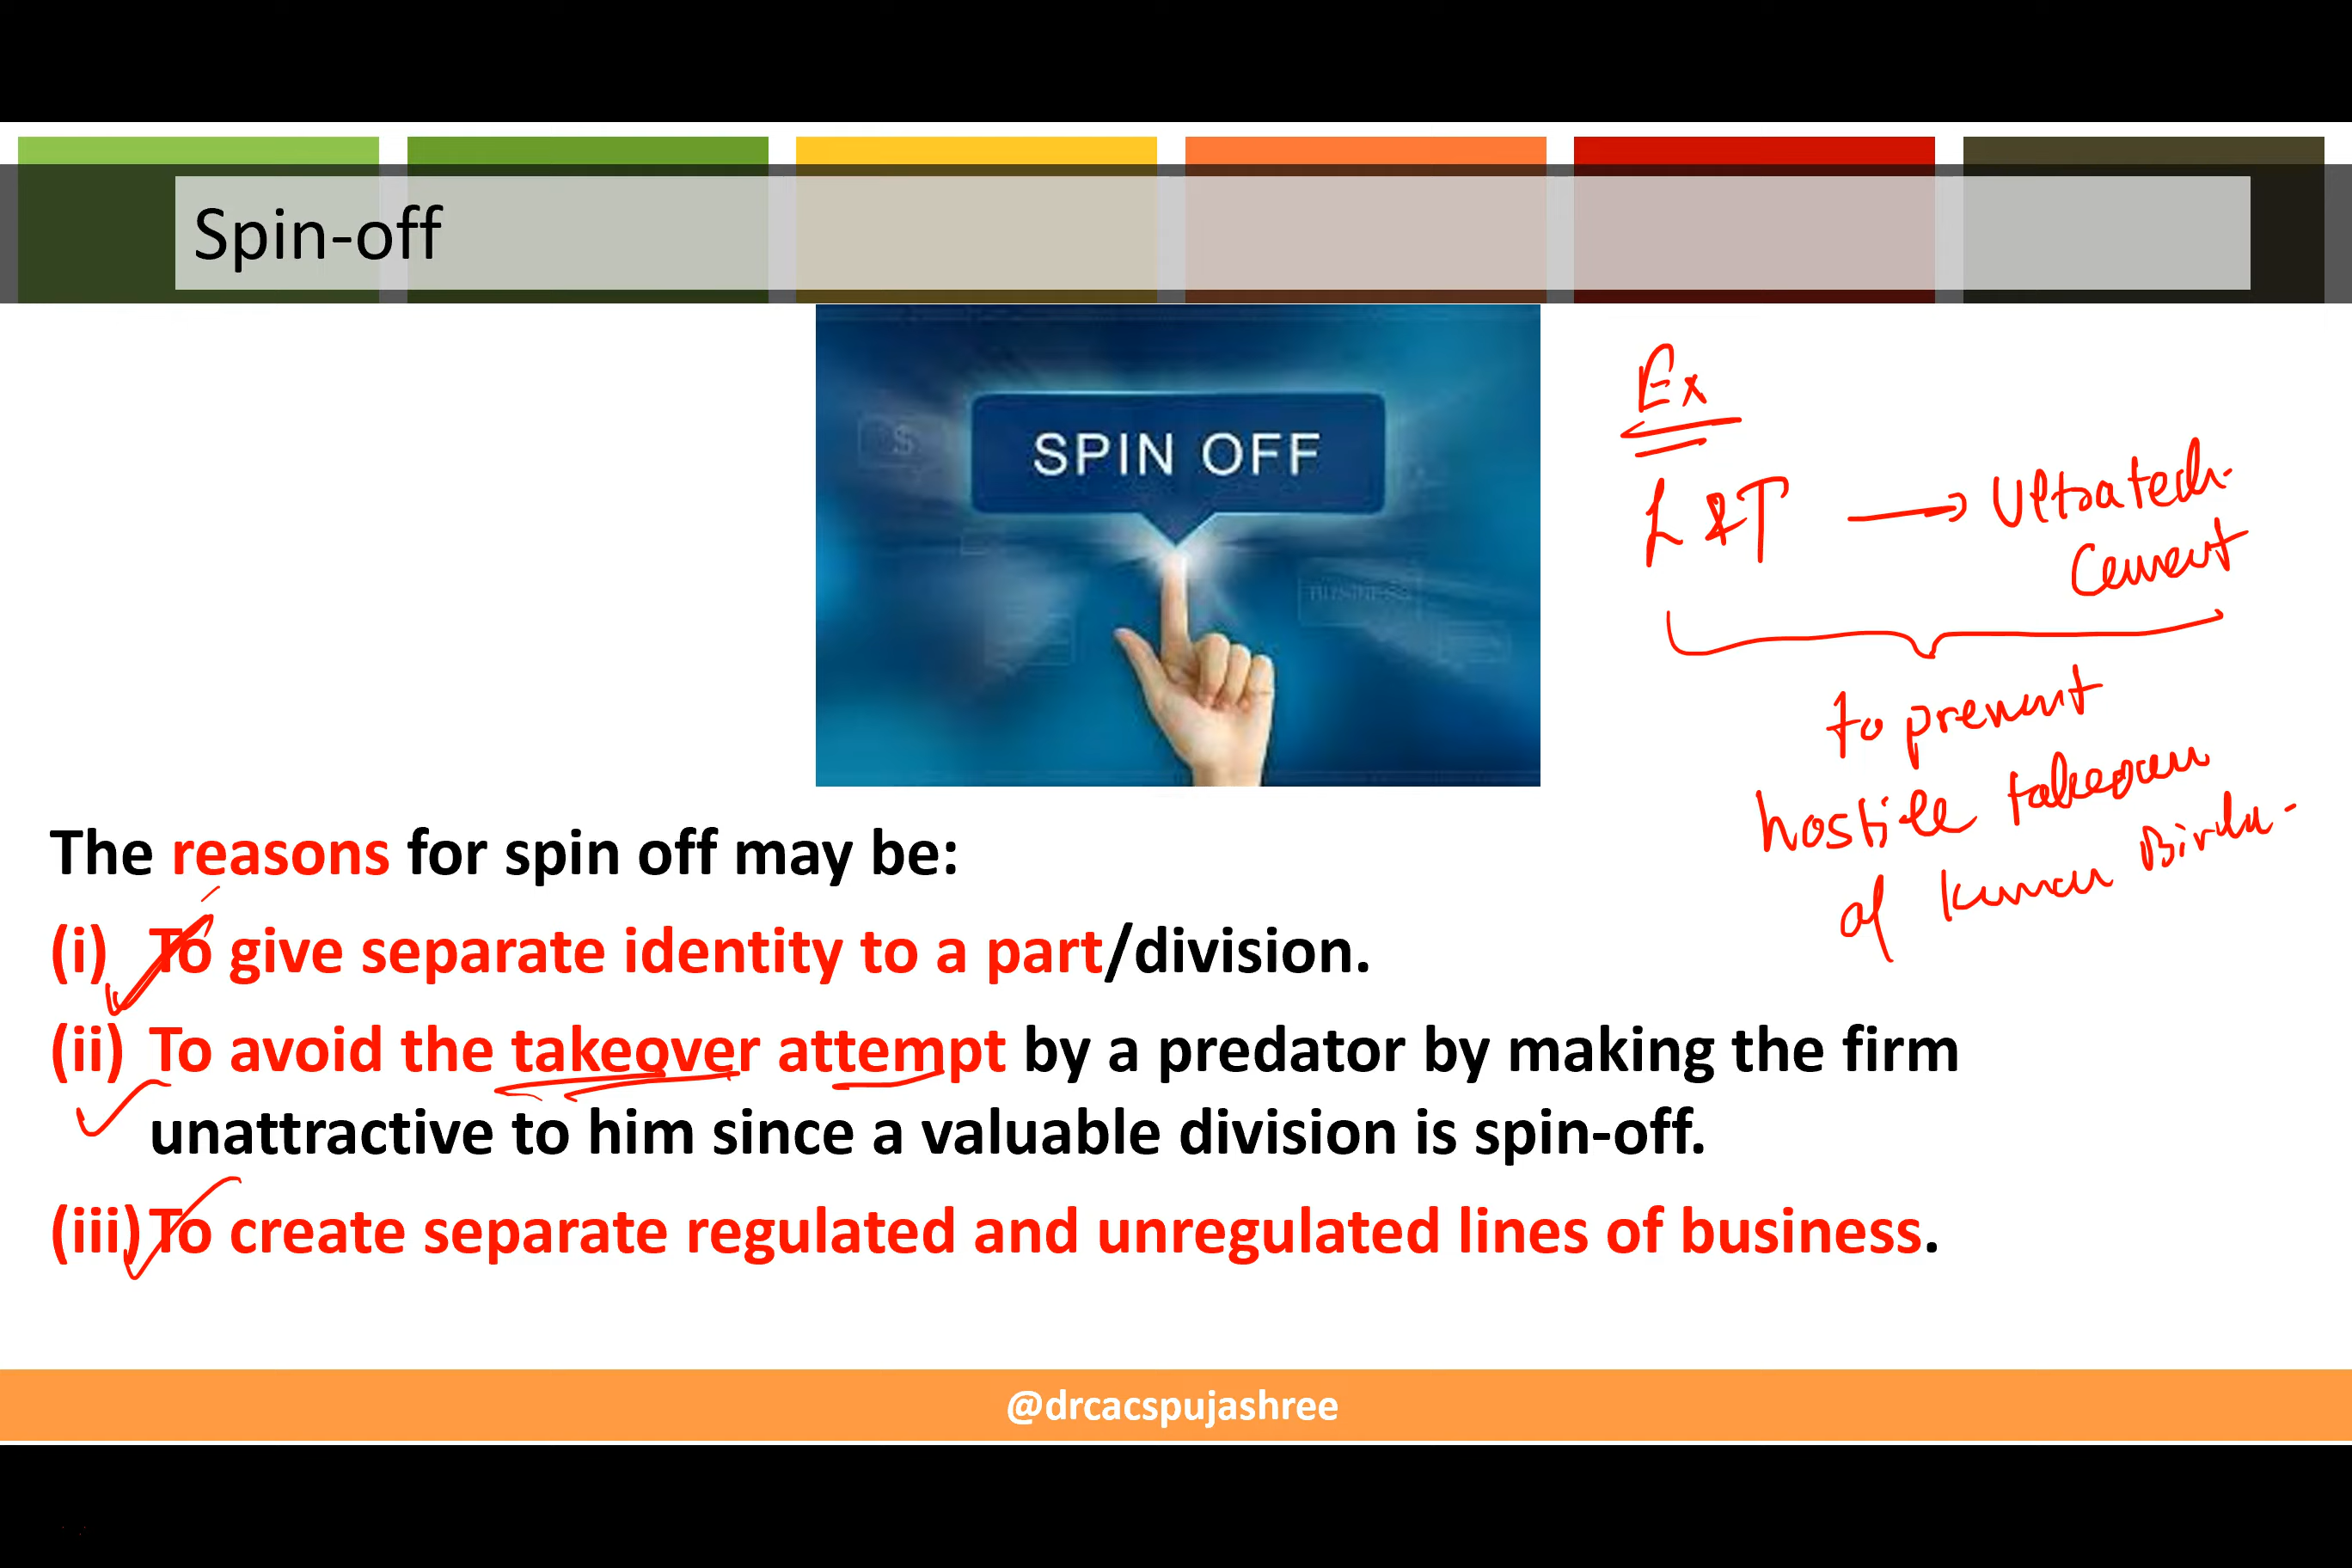 Spin-off
SPIN OFF
$
BUSINESS
Ex
L &T → Ultratech
Cement
to prevent
hostile takeover
of Kumar Birla
The reasons for spin off may be:
(i) To give separate identity to a part/division.
(ii) To avoid the takeover attempt by a predator by making the firm
unattractive to him since a valuable division is spin-off.
(iii) To create separate regulated and unregulated lines of business.
@drcacspujashree